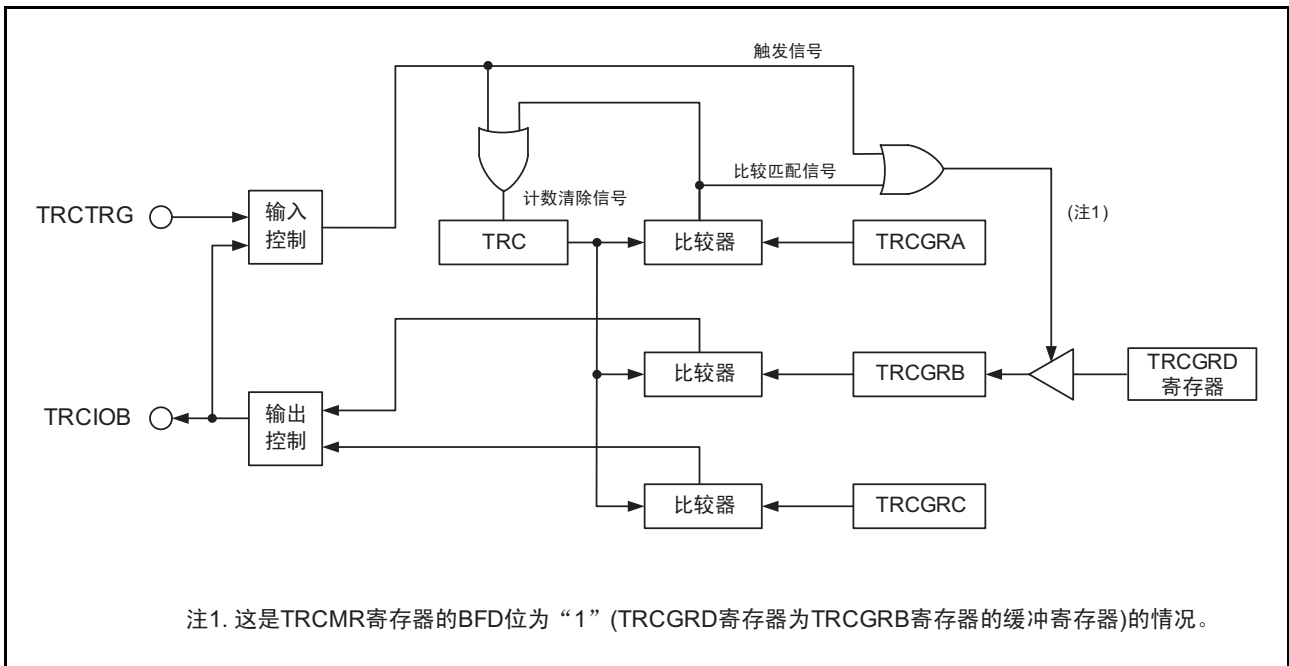 触发信号
比较匹配信号
(注1)
计数清除信号
TRCTRG
输入
控制
TRC
比较器
TRCGRA
比较器
TRCGRB
TRCGRD
寄存器
TRCIOB
输出
控制
比较器
TRCGRC
注1. 这是TRCMR寄存器的BFD位为“1”(TRCGRD寄存器为TRCGRB寄存器的缓冲寄存器)的情况。